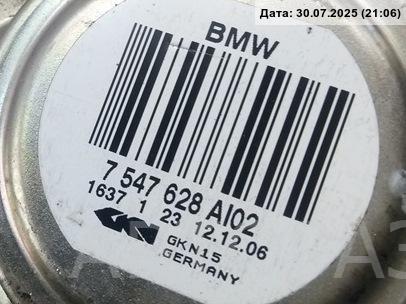 Дата: 30.07.2025 (21:06)
BMW
7 547 628 AI02
1637 1 23 12.12.06
GKN
GKN15
GERMANY